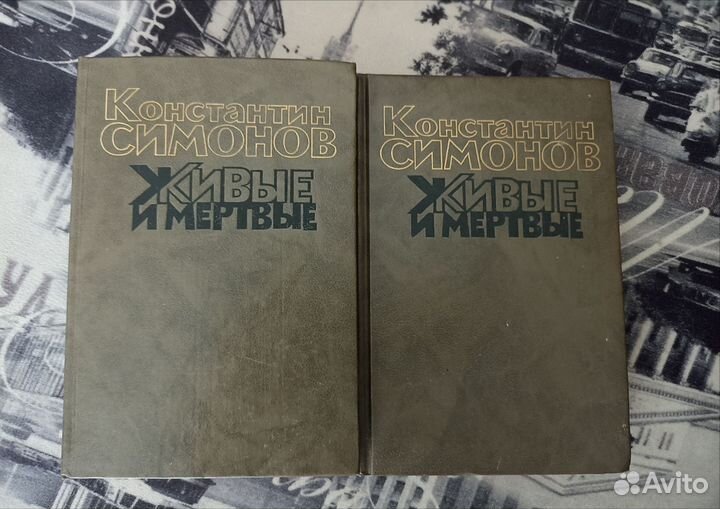 Константин
СИМОНОВ
ЖИВЫЕ
И МЕРТВЫЕ
Константин
СИМОНОВ
ЖИВЫЕ
И МЕРТВЫЕ
Avito